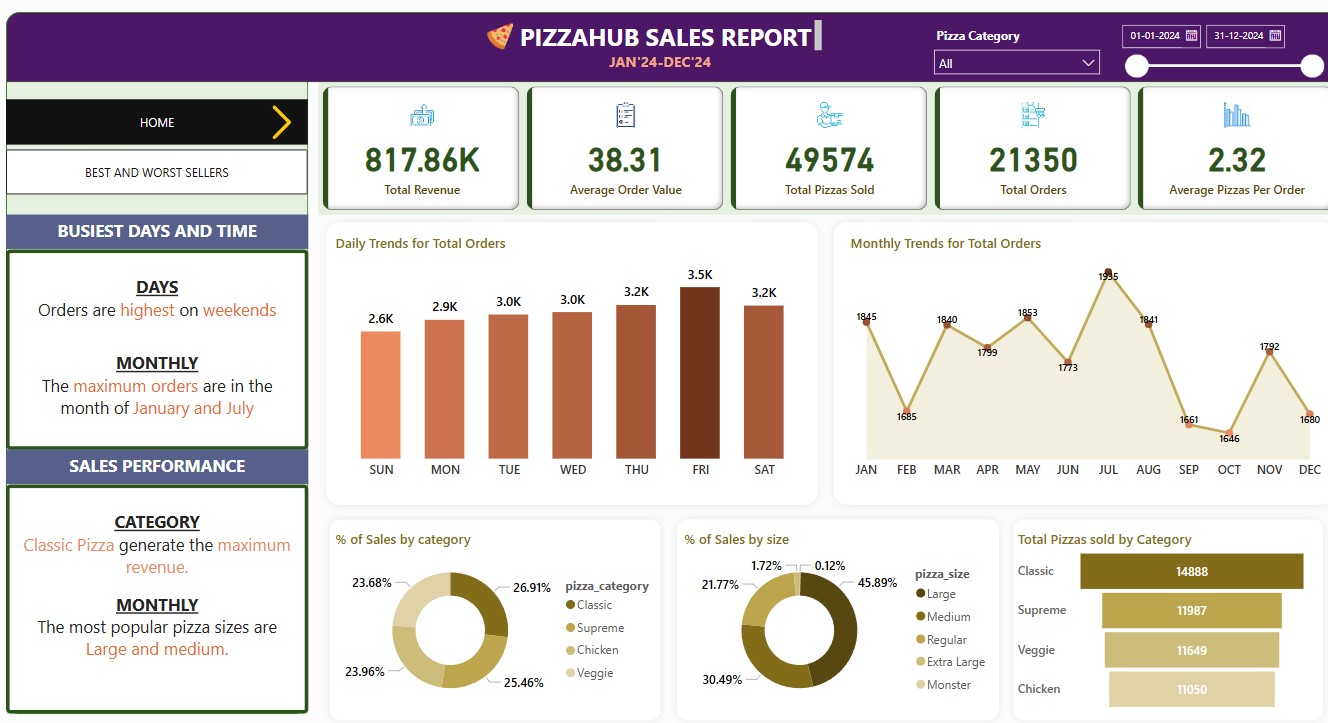 PIZZAHUB SALES REPORT
JAN'24-DEC'24
Pizza Category
All
01-01-2024
31-12-2024
HOME
BEST AND WORST SELLERS
BUSIEST DAYS AND TIME
DAYS
Orders are highest on weekends
MONTHLY
The maximum orders are in the
month of January and July
SALES PERFORMANCE
CATEGORY
Classic Pizza generate the maximum
revenue.
MONTHLY
The most popular pizza sizes are
Large and medium.
817.86K
Total Revenue
38.31
Average Order Value
49574
Total Pizzas Sold
21350
Total Orders
2.32
Average Pizzas Per Order
Daily Trends for Total Orders
2.6K
2.9K
3.0K
3.0K
3.2K
3.5K
3.2K
SUN MON TUE WED THU FRI SAT
Monthly Trends for Total Orders
1845
1685
1840
1799
1853
1773
1935
1841
1661
1646
1792
1680
JAN FEB MAR APR MAY JUN JUL AUG SEP OCT NOV DEC
% of Sales by category
23.68%
26.91%
23.96%
25.46%
pizza_category
Classic
Supreme
Chicken
Veggie
% of Sales by size
1.72%
0.12%
21.77%
45.89%
30.49%
pizza_size
Large
Medium
Regular
Extra Large
Monster
Total Pizzas sold by Category
Classic 14888
Supreme 11987
Veggie 11649
Chicken 11050